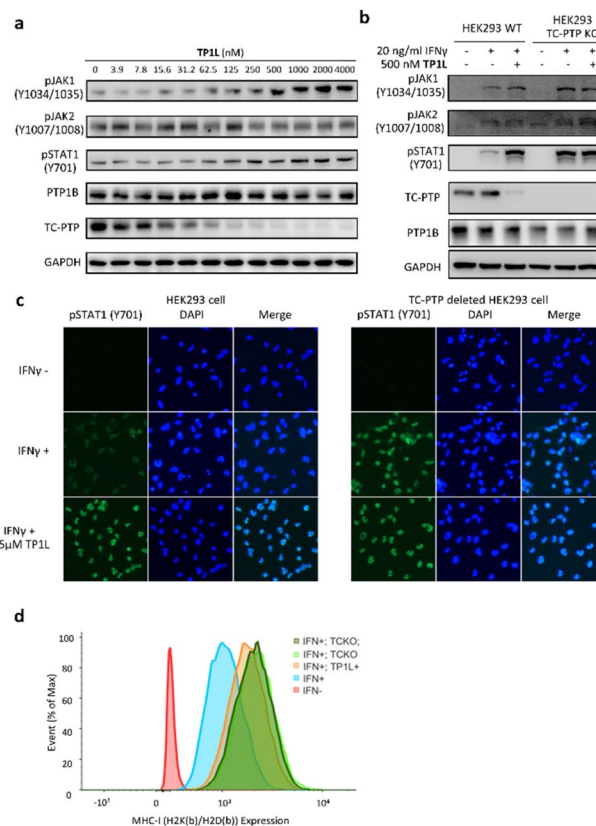 a
TP1L (nM)
0 3.9 7.8 15.6 31.2 62.5 125 250 500 1000 2000 4000
pJAK1
(Y1034/1035)
pJAK2
(Y1007/1008)
pSTAT1
(Y701)
PTP1B
TC-PTP
GAPDH
b
HEK293 WT
HEK293
TC-PTP KO
20 ng/ml IFNγ - + + - + +
500 nM TP1L - - + - -
pJAK1
(Y1034/1035)
pJAK2
(Y1007/1008)
pSTAT1
(Y701)
TC-PTP
PTP1B
GAPDH
c
HEK293 cell
TC-PTP deleted HEK293 cell
pSTAT1 (Y701) DAPI Merge
pSTAT1 (Y701) DAPI Merge
IFNγ -
IFNγ +
IFNγ +
5μM TP1L
d
IFN+; TCKO;
IFN+; TCKO
IFN+; TP1L+
IFN+
IFN-
Event (% of Max)
100
80
60
40
20
0
-10³ 0 10³ 10⁴
MHC-I (H2K(b)/H2D(b)) Expression